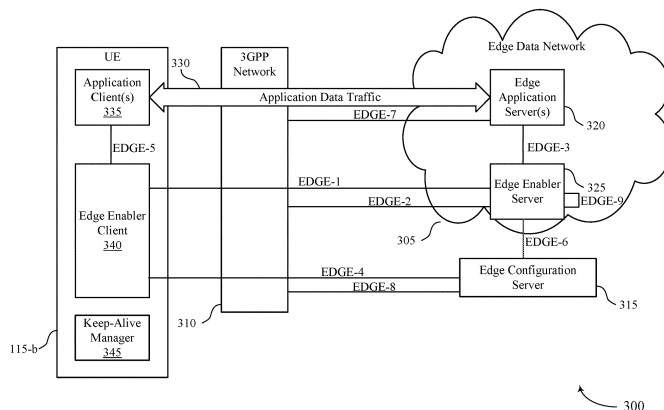 UE
3GPP
Network
Edge Data Network
330
Application
Client(s)
335
Application Data Traffic
Edge
Application
Server(s)
EDGE-7
320
EDGE-5
EDGE-3
EDGE-1
Edge Enabler
Server
325
EDGE-9
Edge Enabler
Client
340
EDGE-2
305
EDGE-6
EDGE-4
Edge Configuration
Server
EDGE-8
310
315
Keep-Alive
Manager
345
115-b
300